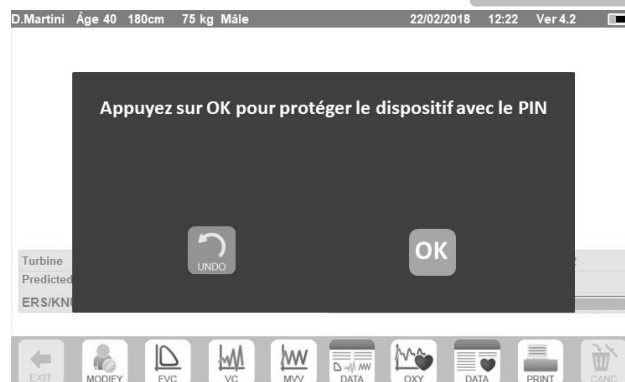 D.Martini Âge 40 180cm 75 kg Mâle 22/02/2018 12:22 Ver 4.2
Appuyez sur OK pour protéger le dispositif avec le PIN
UNDO OK
Turbine
Predicted
ERS/KNU
EXIT MODIFY FVC VC MVV DATA OXY DATA PRINT CANC